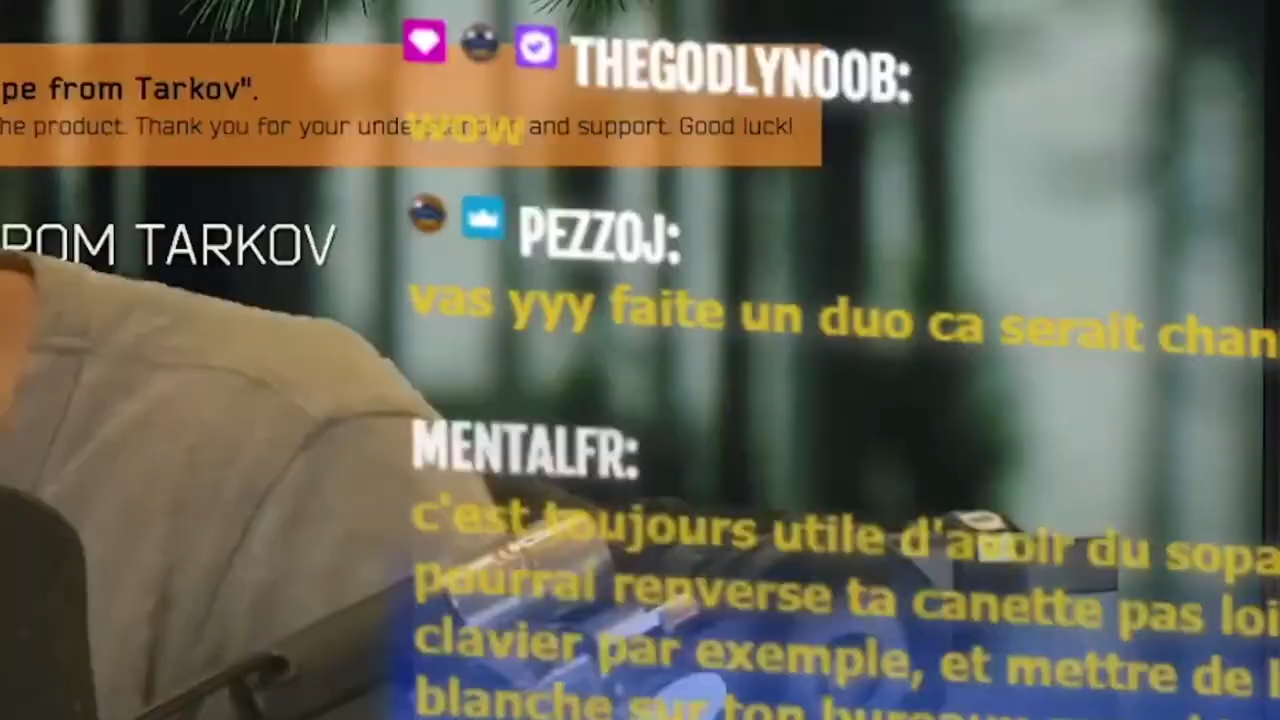 THEGODLYNOOB:
pe from Tarkov".
he product. Thank you for your and support. Good luck!
wow
PEZZOJ:
ROM TARKOV
vas yyy faite un duo ca serait chan
MENTALFR:
c'est toujours utile d'avoir du sopa
pourrai renverse ta canette pas loi
clavier par exemple, et mettre de l
blanche sur ton bureau